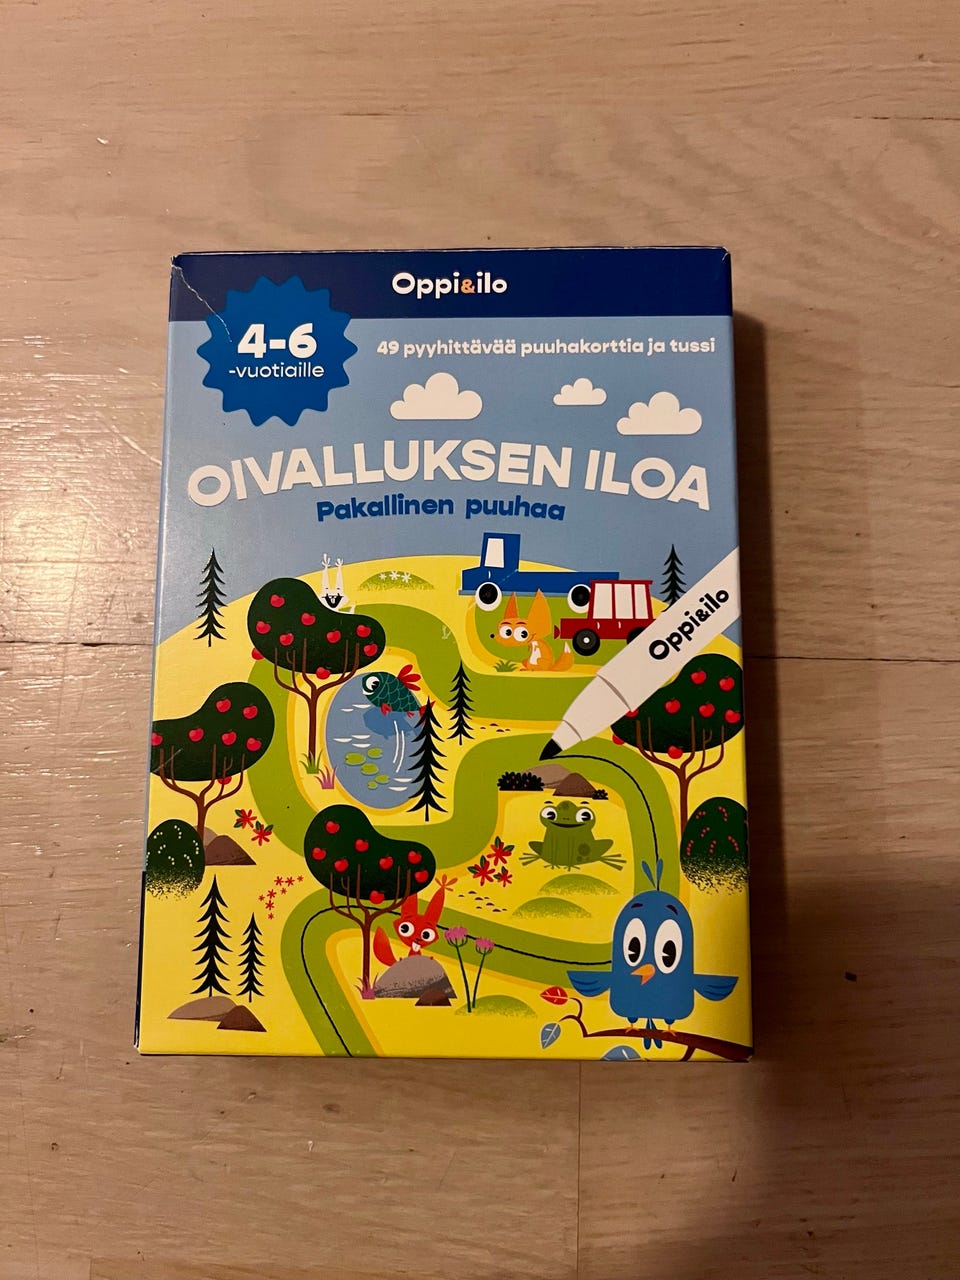 Oppi&ilo
4-6
-vuotiaille
49 pyyhittävää puuhakorttia ja tussi
OIVALLUKSEN ILOA
Pakallinen puuhaa
Oppi&ilo